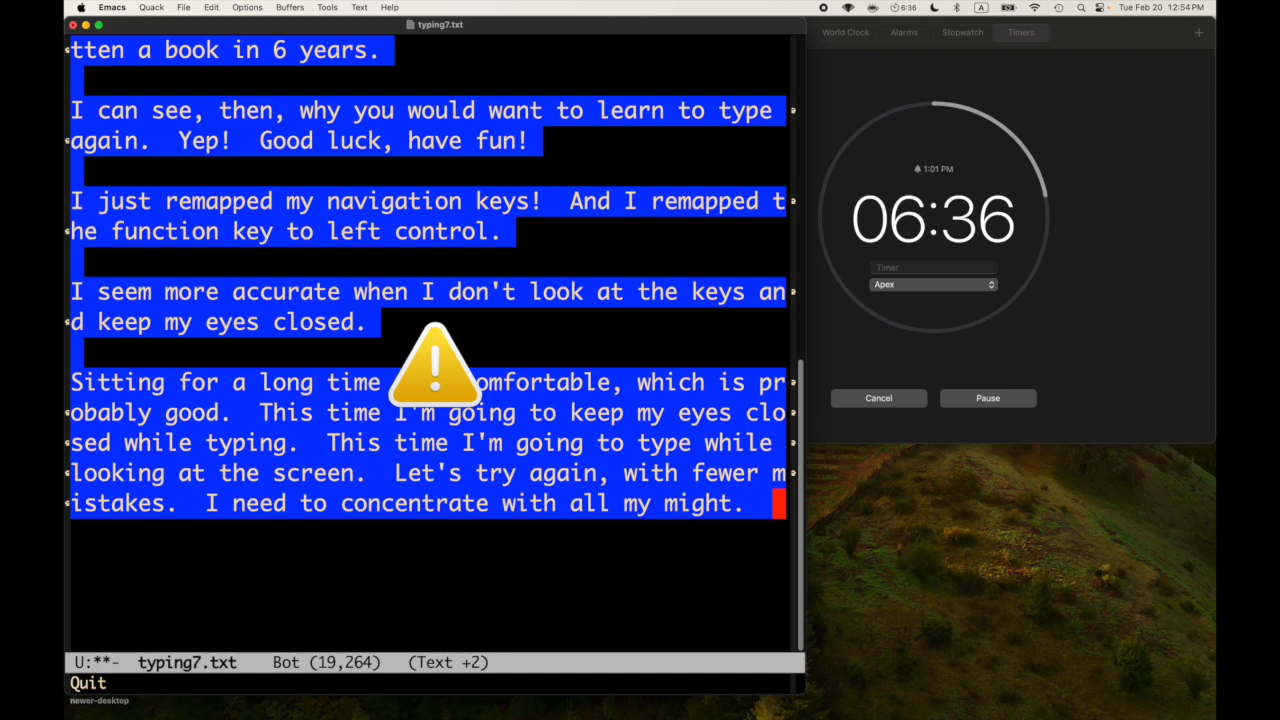 Emacs Quack File Edit Options Buffers Tools Text Help 6:36 A Tue Feb 20 12:54 PM
typing7.txt
tten a book in 6 years.
I can see, then, why you would want to learn to type
again.  Yep!  Good luck, have fun!
I just remapped my navigation keys!  And I remapped t
he function key to left control.
I seem more accurate when I don't look at the keys an
d keep my eyes closed.
Sitting for a long time omfortable, which is pr
obably good.  This time I'm going to keep my eyes clo
sed while typing.  This time I'm going to type while
looking at the screen.  Let's try again, with fewer m
istakes.  I need to concentrate with all my might.
U:**-  typing7.txt    Bot (19,264)    (Text +2)
Quit
newer-desktop
World Clock Alarms Stopwatch Timers
1:01 PM
06:36
Timer
Apex
Cancel Pause